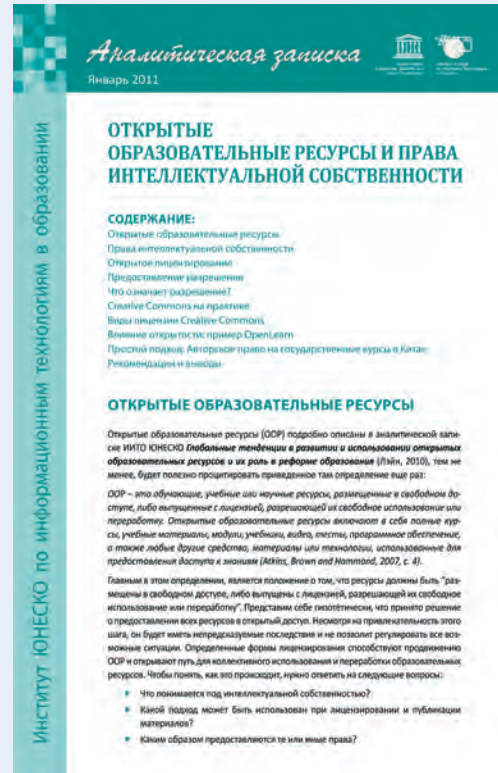 Аналитическая записка
Январь 2011
Институт ЮНЕСКО по информационным технологиям в образовании
ОТКРЫТЫЕ
ОБРАЗОВАТЕЛЬНЫЕ РЕСУРСЫ И ПРАВА
ИНТЕЛЛЕКТУАЛЬНОЙ СОБСТВЕННОСТИ
СОДЕРЖАНИЕ:
Открытые образовательные ресурсы
Права интеллектуальной собственности
Открытое лицензирование
Предоставление разрешения
Что означает разрешение?
Creative Commons на практике
Виды лицензии Creative Commons
Влияние открытости: пример OpenLearn
Простой подход: Авторское право на государственные курсы в Китае
Рекомендации и выводы
ОТКРЫТЫЕ ОБРАЗОВАТЕЛЬНЫЕ РЕСУРСЫ
Открытые образовательные ресурсы (ООР) подробно описаны в аналитической запи-
ске ИИТО ЮНЕСКО Глобальные тенденции в развитии и использовании открытых
образовательных ресурсов и их роль в реформе образования (Лэйн, 2010), тем не
менее, будет полезно процитировать приведенное там определение еще раз:
ООР – это обучающие, учебные или научные ресурсы, размещенные в свободном до-
ступе, либо выпущенные с лицензией, разрешающей их свободное использование или
переработку. Открытые образовательные ресурсы включают в себя полные кур-
сы, учебные материалы, модули, учебники, видео, тесты, программное обеспечение,
а также любые другие средства, материалы или технологии, использованные для
предоставления доступа к знаниям (Atkins, Brown and Hammond, 2007, с. 4).
Главным в этом определении, является положение о том, что ресурсы должны быть "раз-
мещены в свободном доступе, либо выпущены с лицензией, разрешающей их свободное
использование или переработку". Представим себе гипотетически, что принято решение
о предоставлении всех ресурсов в открытый доступ. Несмотря на привлекательность этого
шага, он будет иметь непредсказуемые последствия и не позволит регулировать все воз-
можные ситуации. Определенные формы лицензирования способствуют продвижению
ООР и открывают путь для коллективного использования и переработки образовательных
ресурсов. Чтобы понять, как это происходит, нужно ответить на следующие вопросы:
Что понимается под интеллектуальной собственностью?
Какой подход может быть использован при лицензировании и публикации
материалов?
Каким образом предоставляются те или иные права?